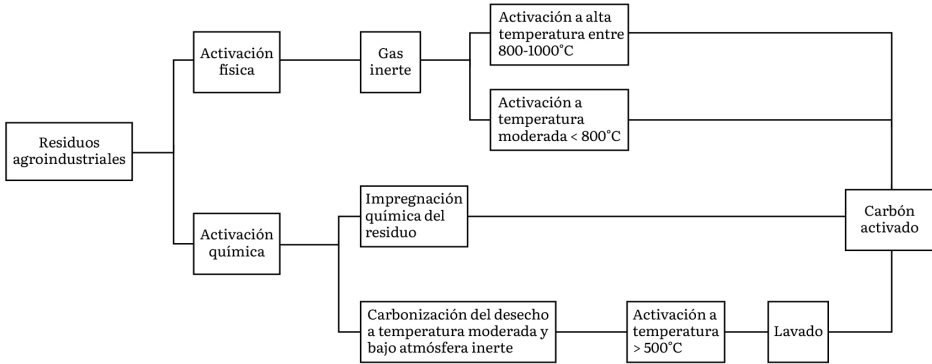 Residuos
agroindustriales
Activación
física
Gas
inerte
Activación a alta
temperatura entre
800-1000°C
Activación a
temperatura
moderada < 800°C
Activación
química
Impregnación
química del
residuo
Carbonización del desecho
a temperatura moderada y
bajo atmósfera inerte
Activación a
temperatura
> 500°C
Lavado
Carbón
activado